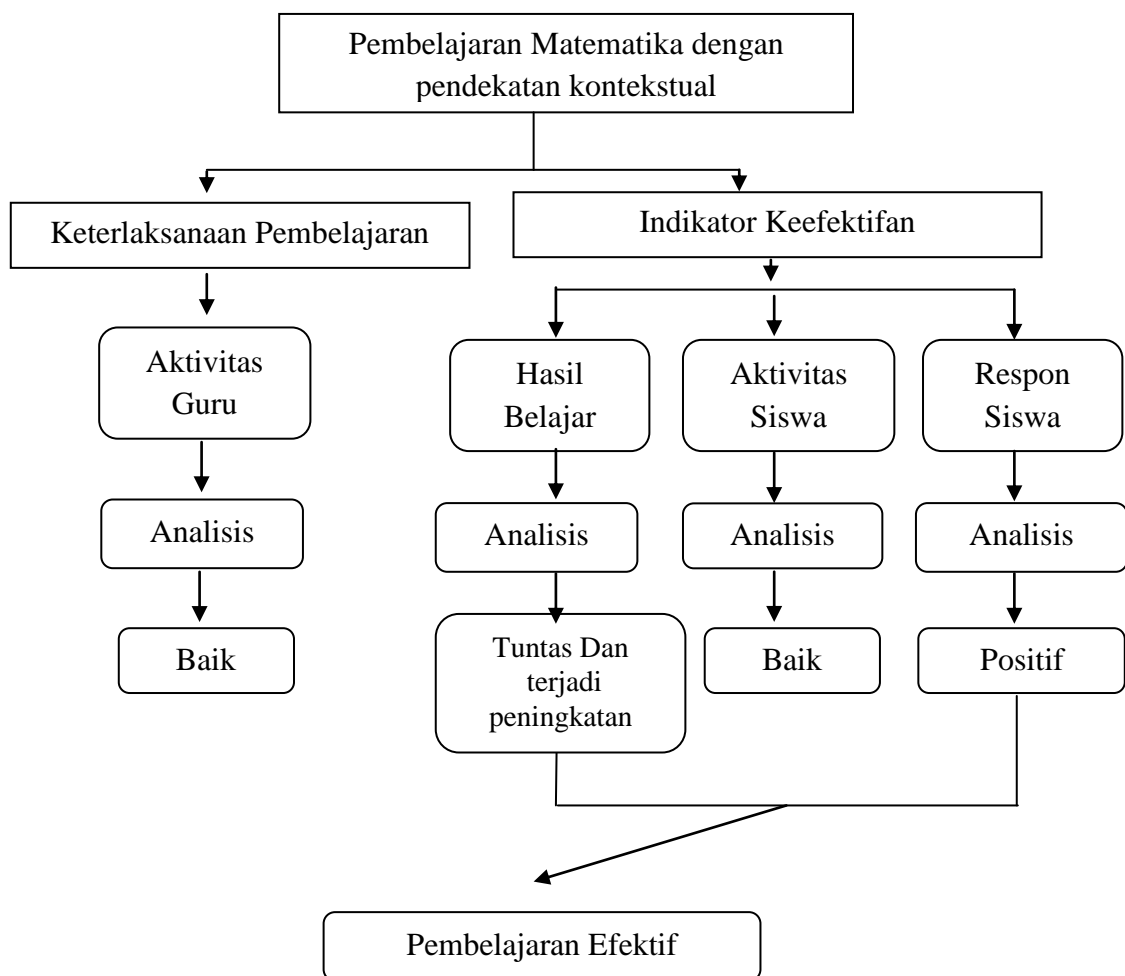 Pembelajaran Matematika dengan
pendekatan kontekstual
Keterlaksanaan Pembelajaran
Indikator Keefektifan
Aktivitas
Guru
Hasil
Belajar
Aktivitas
Siswa
Respon
Siswa
Analisis
Analisis
Analisis
Analisis
Baik
Tuntas Dan
terjadi
peningkatan
Baik
Positif
Pembelajaran Efektif